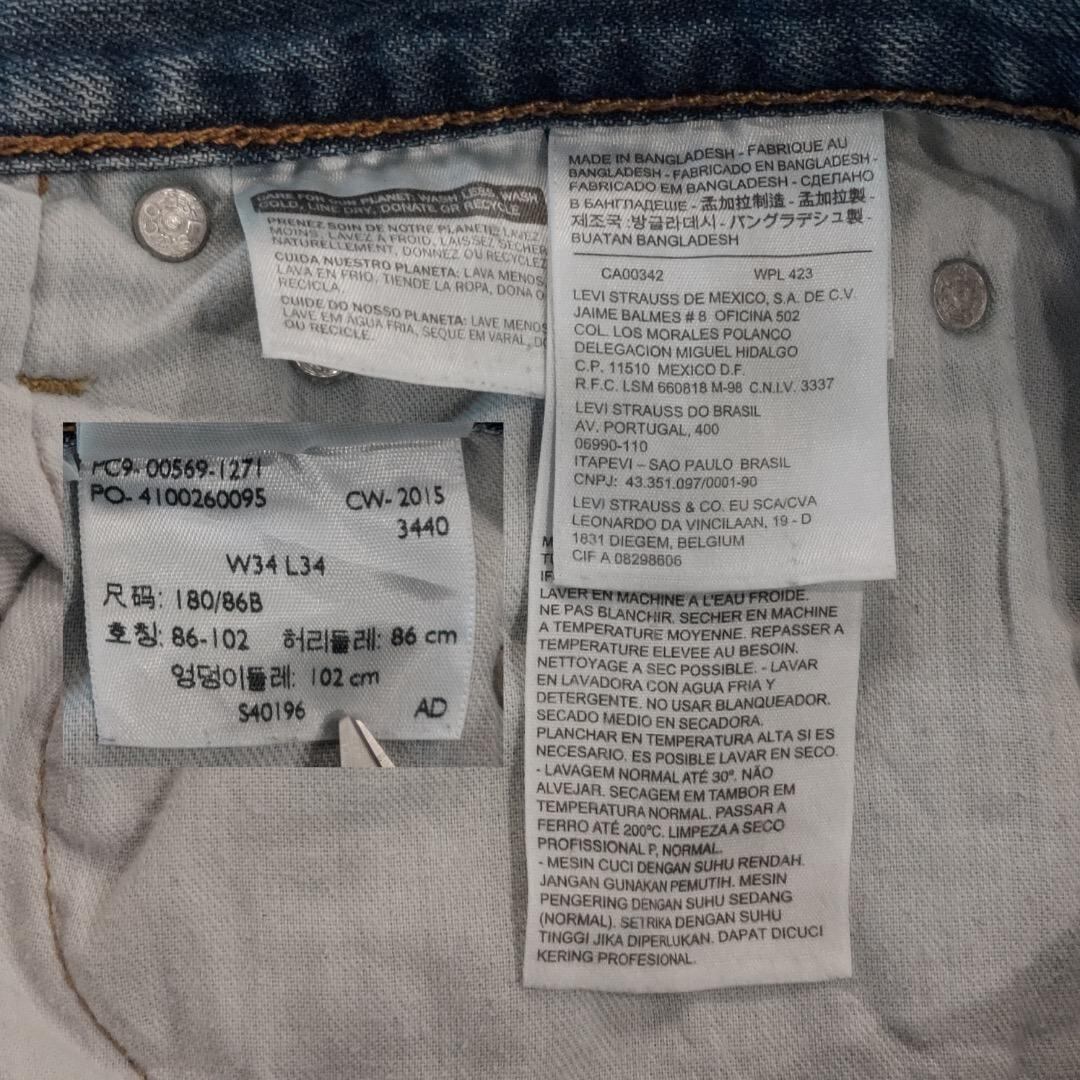 CARE FOR OUR PLANET: WASH LESS, WASH
COLD, LINE DRY, DONATE OR RECYCLE
PRENEZ SOIN DE NOTRE PLANETE: LAVEZ
MOINS, LAVEZ A FROID, LAISSEZ SECHER
NATURELLEMENT, DONNEZ OU RECYCLEZ
CUIDA NUESTRO PLANETA: LAVA MENOS
LAVA EN FRIO, TIENDE LA ROPA, DONA O
RECICLA.
CUIDE DO NOSSO PLANETA: LAVE MENOS
LAVE EM ÁGUA FRIA, SEQUE EM VARAL,
OU RECICLE.
MADE IN BANGLADESH - FABRIQUE AU
BANGLADESH - FABRICADO EN BANGLADESH -
FABRICADO EM BANGLADESH - СДЕЛАНО
В БАНГЛАДЕШЕ - 孟加拉制造 - 孟加拉製 -
제조국 :방글라데시 - バングラデシュ製 -
BUATAN BANGLADESH
CA00342 WPL 423
LEVI STRAUSS DE MEXICO, S.A. DE C.V.
JAIME BALMES # 8 OFICINA 502
COL. LOS MORALES POLANCO
DELEGACION MIGUEL HIDALGO
C.P. 11510 MEXICO D.F.
R.F.C. LSM 660818 M-98 C.N.I.V. 3337
LEVI STRAUSS DO BRASIL
AV. PORTUGAL, 400
06990-110
ITAPEVI – SAO PAULO BRASIL
CNPJ: 43.351.097/0001-90
LEVI STRAUSS & CO. EU SCA/CVA
LEONARDO DA VINCILAAN, 19 - D
1831 DIEGEM, BELGIUM
CIF A 08298606
PC9- 00569-1271
PO- 4100260095 CW- 2015
3440
W34 L34
尺码: 180/86B
호칭: 86-102 허리둘레: 86 cm
엉덩이둘레: 102 cm
S40196 AD
LAVER EN MACHINE A L'EAU FROIDE.
NE PAS BLANCHIR. SECHER EN MACHINE
A TEMPERATURE MOYENNE. REPASSER A
TEMPERATURE ELEVEE AU BESOIN.
NETTOYAGE A SEC POSSIBLE. - LAVAR
EN LAVADORA CON AGUA FRIA Y
DETERGENTE. NO USAR BLANQUEADOR.
SECADO MEDIO EN SECADORA.
PLANCHAR EN TEMPERATURA ALTA SI ES
NECESARIO. ES POSIBLE LAVAR EN SECO.
- LAVAGEM NORMAL ATÉ 30°. NÃO
ALVEJAR. SECAGEM EM TAMBOR EM
TEMPERATURA NORMAL. PASSAR A
FERRO ATÉ 200°C. LIMPEZA A SECO
PROFISSIONAL P, NORMAL.
- MESIN CUCI DENGAN SUHU RENDAH.
JANGAN GUNAKAN PEMUTIH. MESIN
PENGERING DENGAN SUHU SEDANG
(NORMAL). SETRIKA DENGAN SUHU
TINGGI JIKA DIPERLUKAN. DAPAT DICUCI
KERING PROFESIONAL.